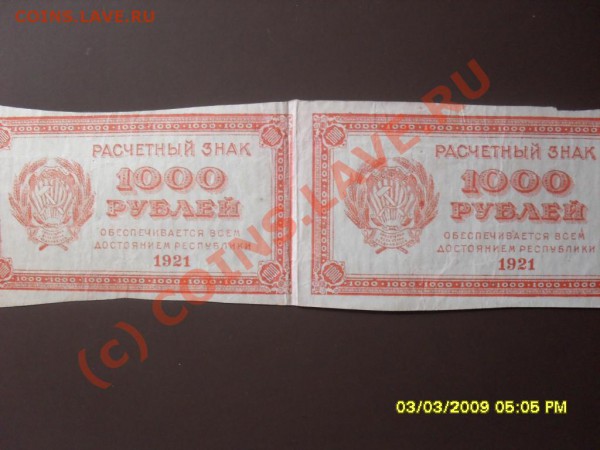 COINS.LAVE.RU
РАСЧЕТНЫЙ ЗНАК
1000
РУБЛЕЙ
ОБЕСПЕЧИВАЕТСЯ ВСЕМ
ДОСТОЯНИЕМ РЕСПУБЛИКИ
1921
РАСЧЕТНЫЙ ЗНАК
1000
РУБЛЕЙ
ОБЕСПЕЧИВАЕТСЯ ВСЕМ
ДОСТОЯНИЕМ РЕСПУБЛИКИ
1921
(c) COINS.LAVE.RU
03/03/2009 05:05 PM